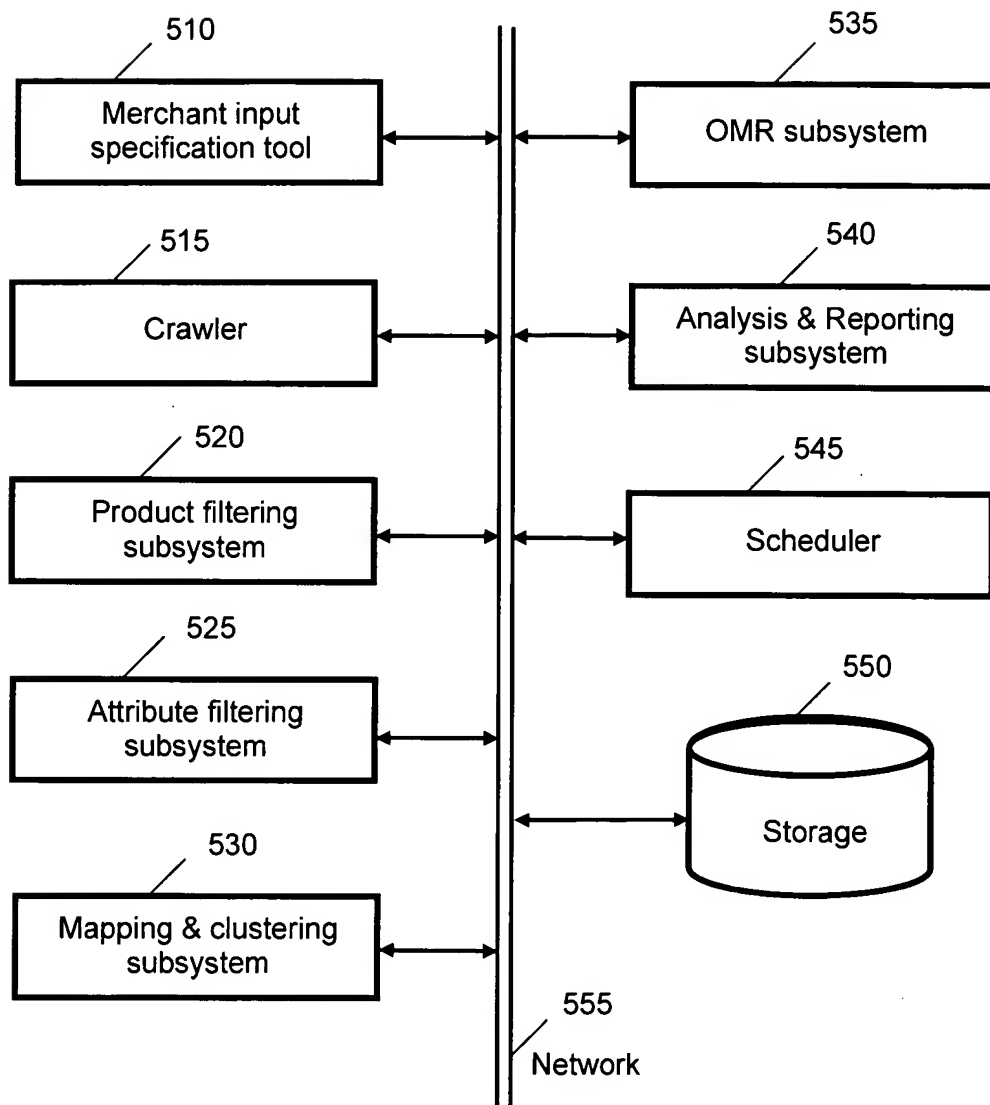 510
Merchant input
specification tool
535
OMR subsystem
515
Crawler
540
Analysis & Reporting
subsystem
520
Product filtering
subsystem
545
Scheduler
525
Attribute filtering
subsystem
550
Storage
530
Mapping & clustering
subsystem
555
Network